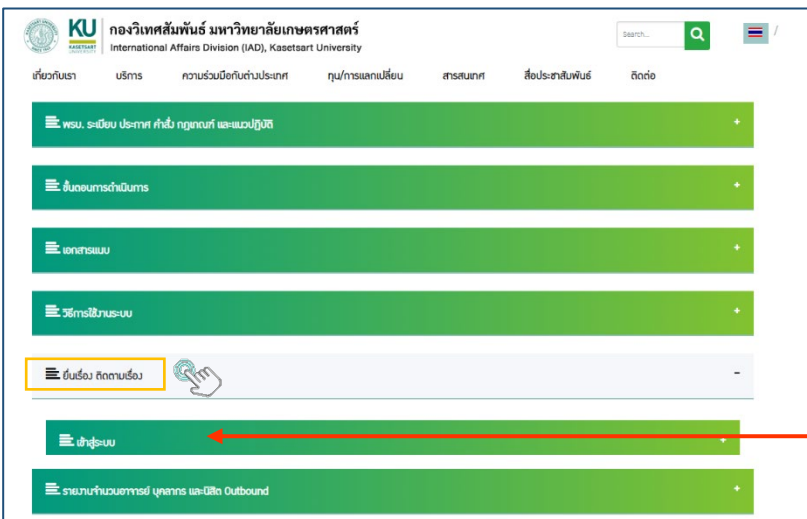 KU
KASETSART
UNIVERSITY
กองวิเทศสัมพันธ์ มหาวิทยาลัยเกษตรศาสตร์
International Affairs Division (IAD), Kasetsart University
Search...
/
เกี่ยวกับเรา บริการ ความร่วมมือกับต่างประเทศ ทุน/การแลกเปลี่ยน สารสนเทศ สื่อประชาสัมพันธ์ ติดต่อ
พรบ. ระเบียบ ประกาศ คำสั่ง กฎเกณฑ์ และแนวปฏิบัติ +
ขั้นตอนการดำเนินการ +
เอกสารแบบ +
วิธีการใช้งานระบบ +
ยื่นเรื่อง ติดตามเรื่อง -
เข้าสู่ระบบ +
รายงานจำนวนอาจารย์ บุคลากร และนิสิต Outbound +